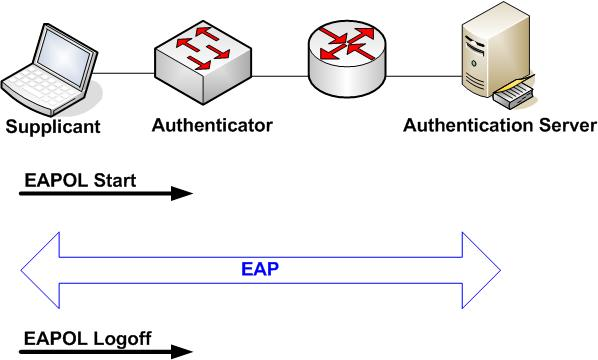 Supplicant
Authenticator
Authentication Server
EAPOL Start
EAP
EAPOL Logoff